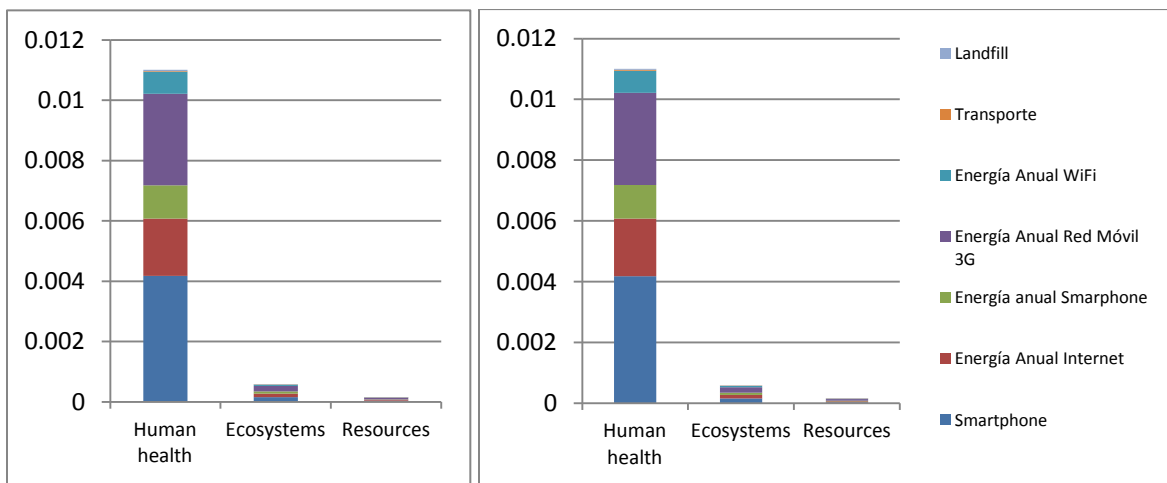 0.012
0.01
0.008
0.006
0.004
0.002
0
Human
health
Ecosystems
Resources
0.012
0.01
0.008
0.006
0.004
0.002
0
Human
health
Ecosystems
Resources
Landfill
Transporte
Energía Anual WiFi
Energía Anual Red Móvil
3G
Energía anual Smarphone
Energía Anual Internet
Smartphone